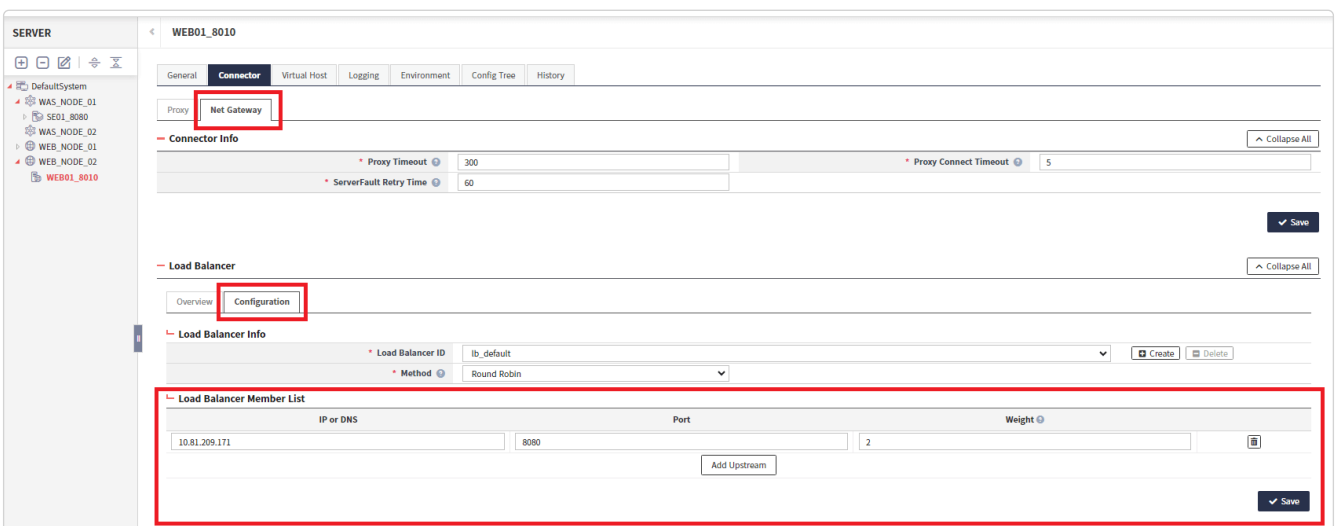 SERVER
WEB01_8010
DefaultSystem
WAS_NODE_01
SE01_8080
WAS_NODE_02
WEB_NODE_01
WEB_NODE_02
WEB01_8010
General Connector Virtual Host Logging Environment Config Tree History
Proxy Net Gateway
Connector Info Collapse All
* Proxy Timeout 300 * Proxy Connect Timeout 5
* ServerFault Retry Time 60
Save
Load Balancer Collapse All
Overview Configuration
Load Balancer Info
* Load Balancer ID lb_default Create Delete
* Method Round Robin
Load Balancer Member List
IP or DNS Port Weight
10.81.209.171 8080 2
Add Upstream
Save